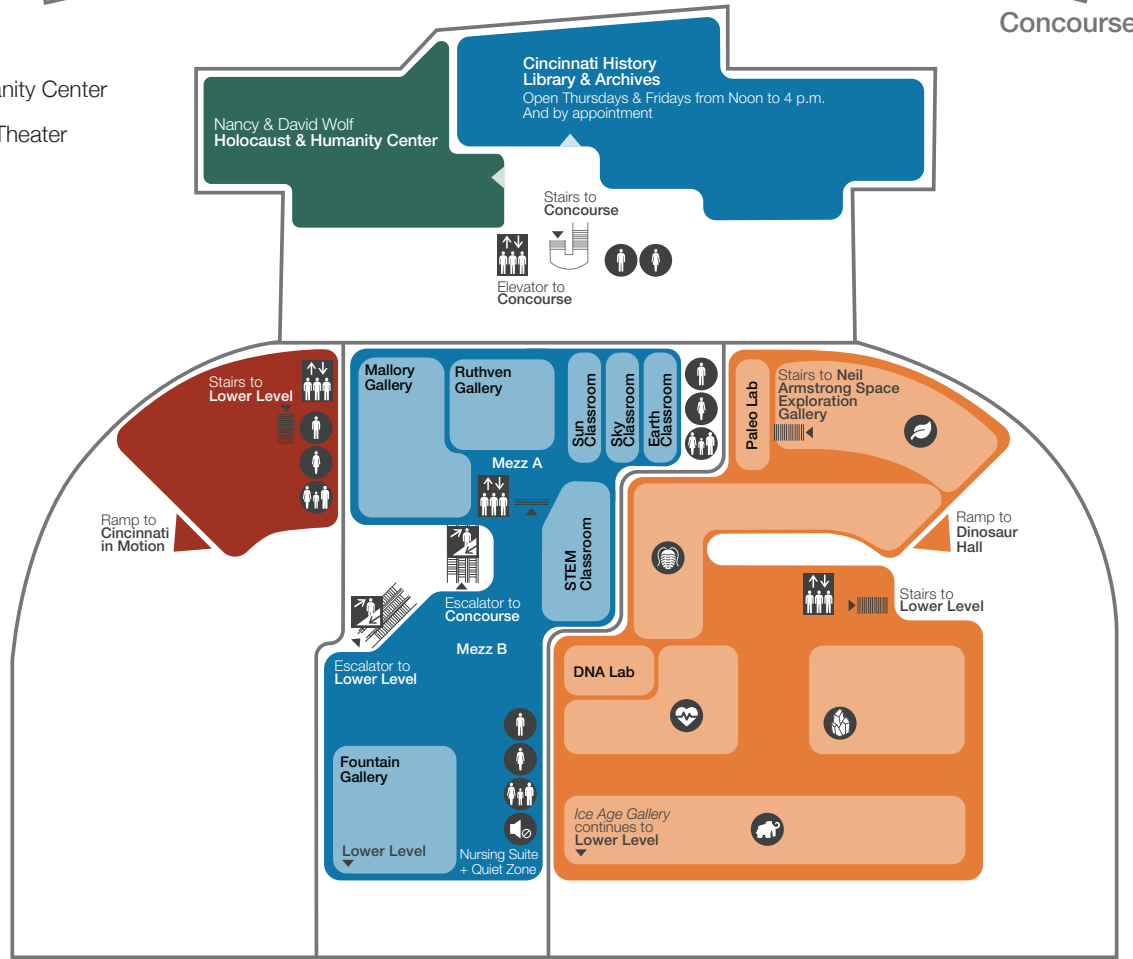 Concourse
anity Center
Theater
Cincinnati History
Library & Archives
Open Thursdays & Fridays from Noon to 4 p.m.
And by appointment
Nancy & David Wolf
Holocaust & Humanity Center
Stairs to
Concourse
Elevator to
Concourse
Stairs to
Lower Level
Ramp to
Cincinnati
in Motion
Mallory
Gallery
Ruthven
Gallery
Sun
Classroom
Sky
Classroom
Earth
Classroom
Mezz A
STEM
Classroom
Escalator to
Concourse
Mezz B
Escalator to
Lower Level
Fountain
Gallery
Lower Level
Nursing Suite
+ Quiet Zone
Paleo Lab
Stairs to Neil
Armstrong Space
Exploration
Gallery
Ramp to
Dinosaur
Hall
Stairs to
Lower Level
DNA Lab
Ice Age Gallery
continues to
Lower Level